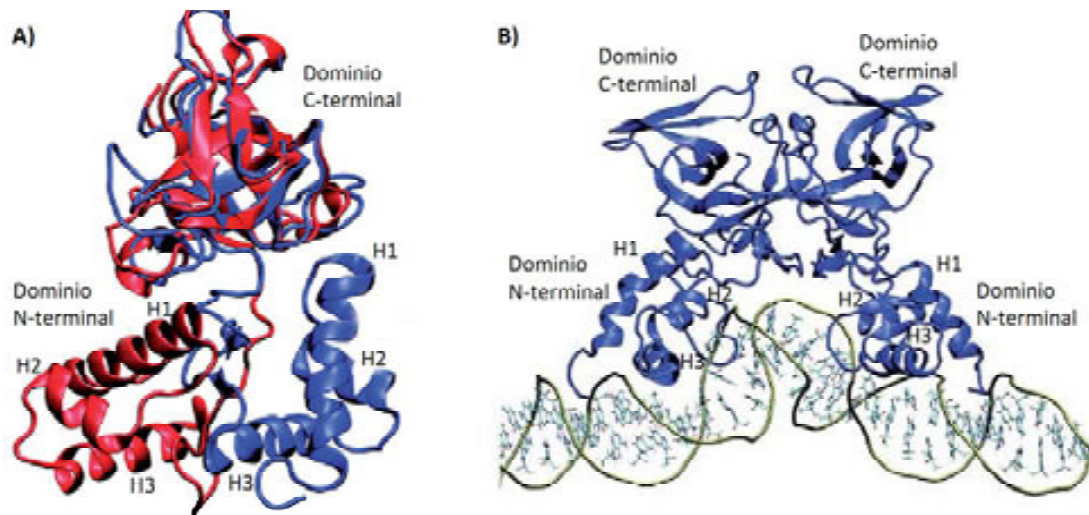 A)
Dominio
C-terminal
H1
Dominio
N-terminal
H1
H2
H2
H3
H3
B)
Dominio
C-terminal
Dominio
C-terminal
H1
H1
Dominio
N-terminal
H2
H2
Dominio
N-terminal
H3
H3